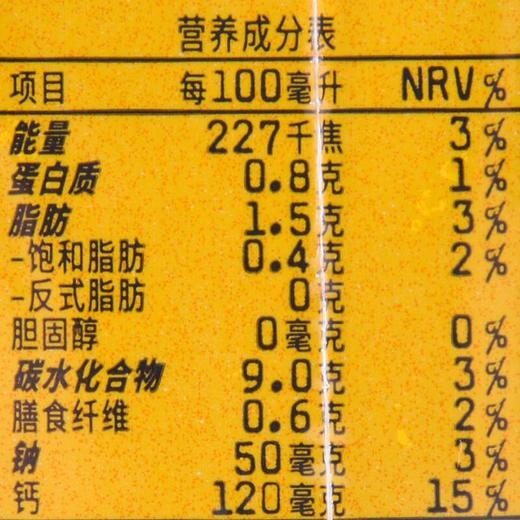 营养成分表
项目 每100毫升 NRV%
能量 227千焦 3%
蛋白质 0.8克 1%
脂肪 1.5克 3%
-饱和脂肪 0.4克 2%
-反式脂肪 0克
胆固醇 0毫克 0%
碳水化合物 9.0克 3%
膳食纤维 0.6克 2%
钠 50毫克 3%
钙 120毫克 15%